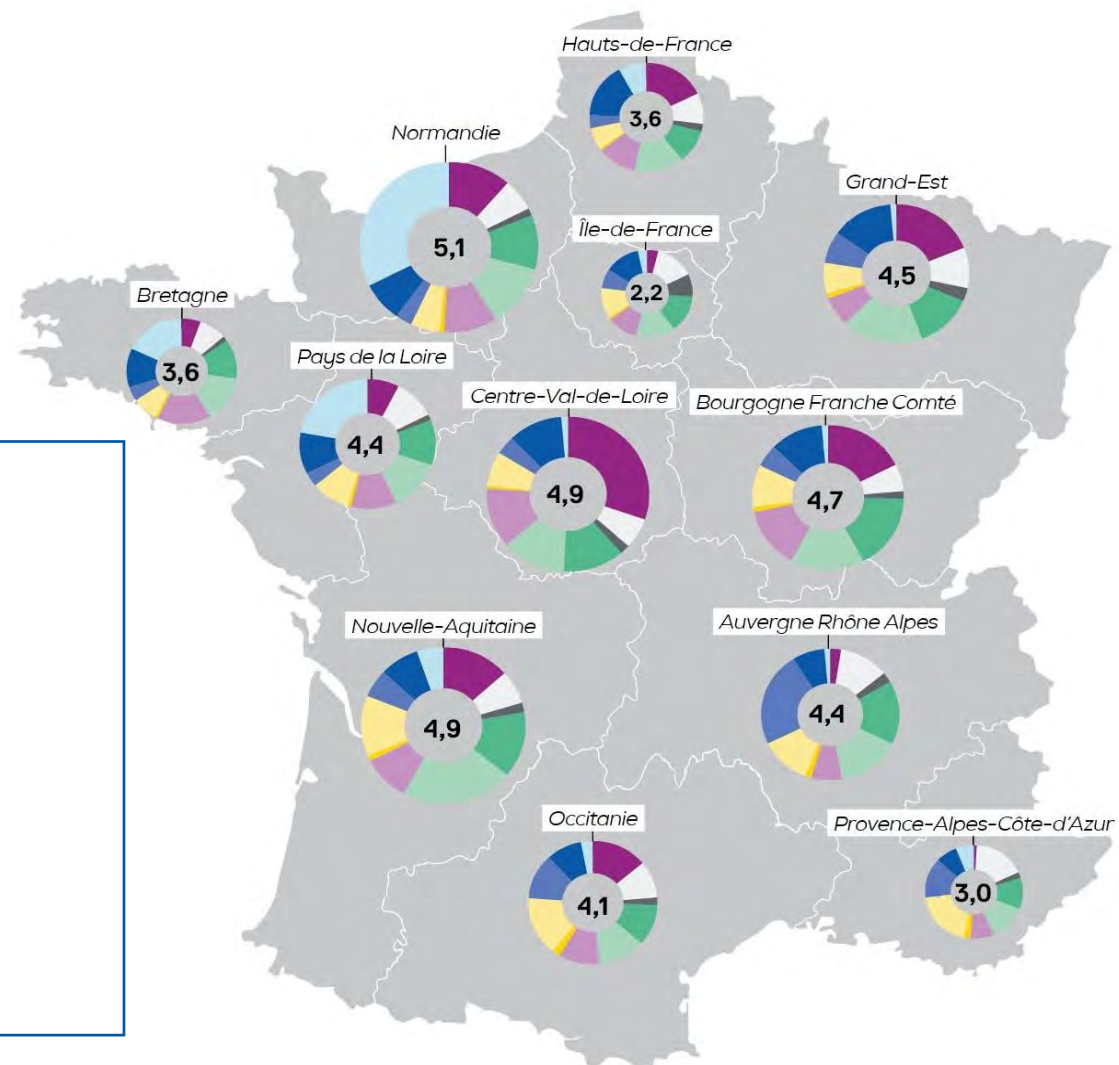 Hauts-de-France
3,6
Normandie
5,1
Île-de-France
2,2
Grand-Est
4,5
Bretagne
3,6
Pays de la Loire
4,4
Centre-Val-de-Loire
4,9
Bourgogne Franche Comté
4,7
Nouvelle-Aquitaine
4,9
Auvergne Rhône Alpes
4,4
Occitanie
4,1
Provence-Alpes-Côte-d'Azur
3,0